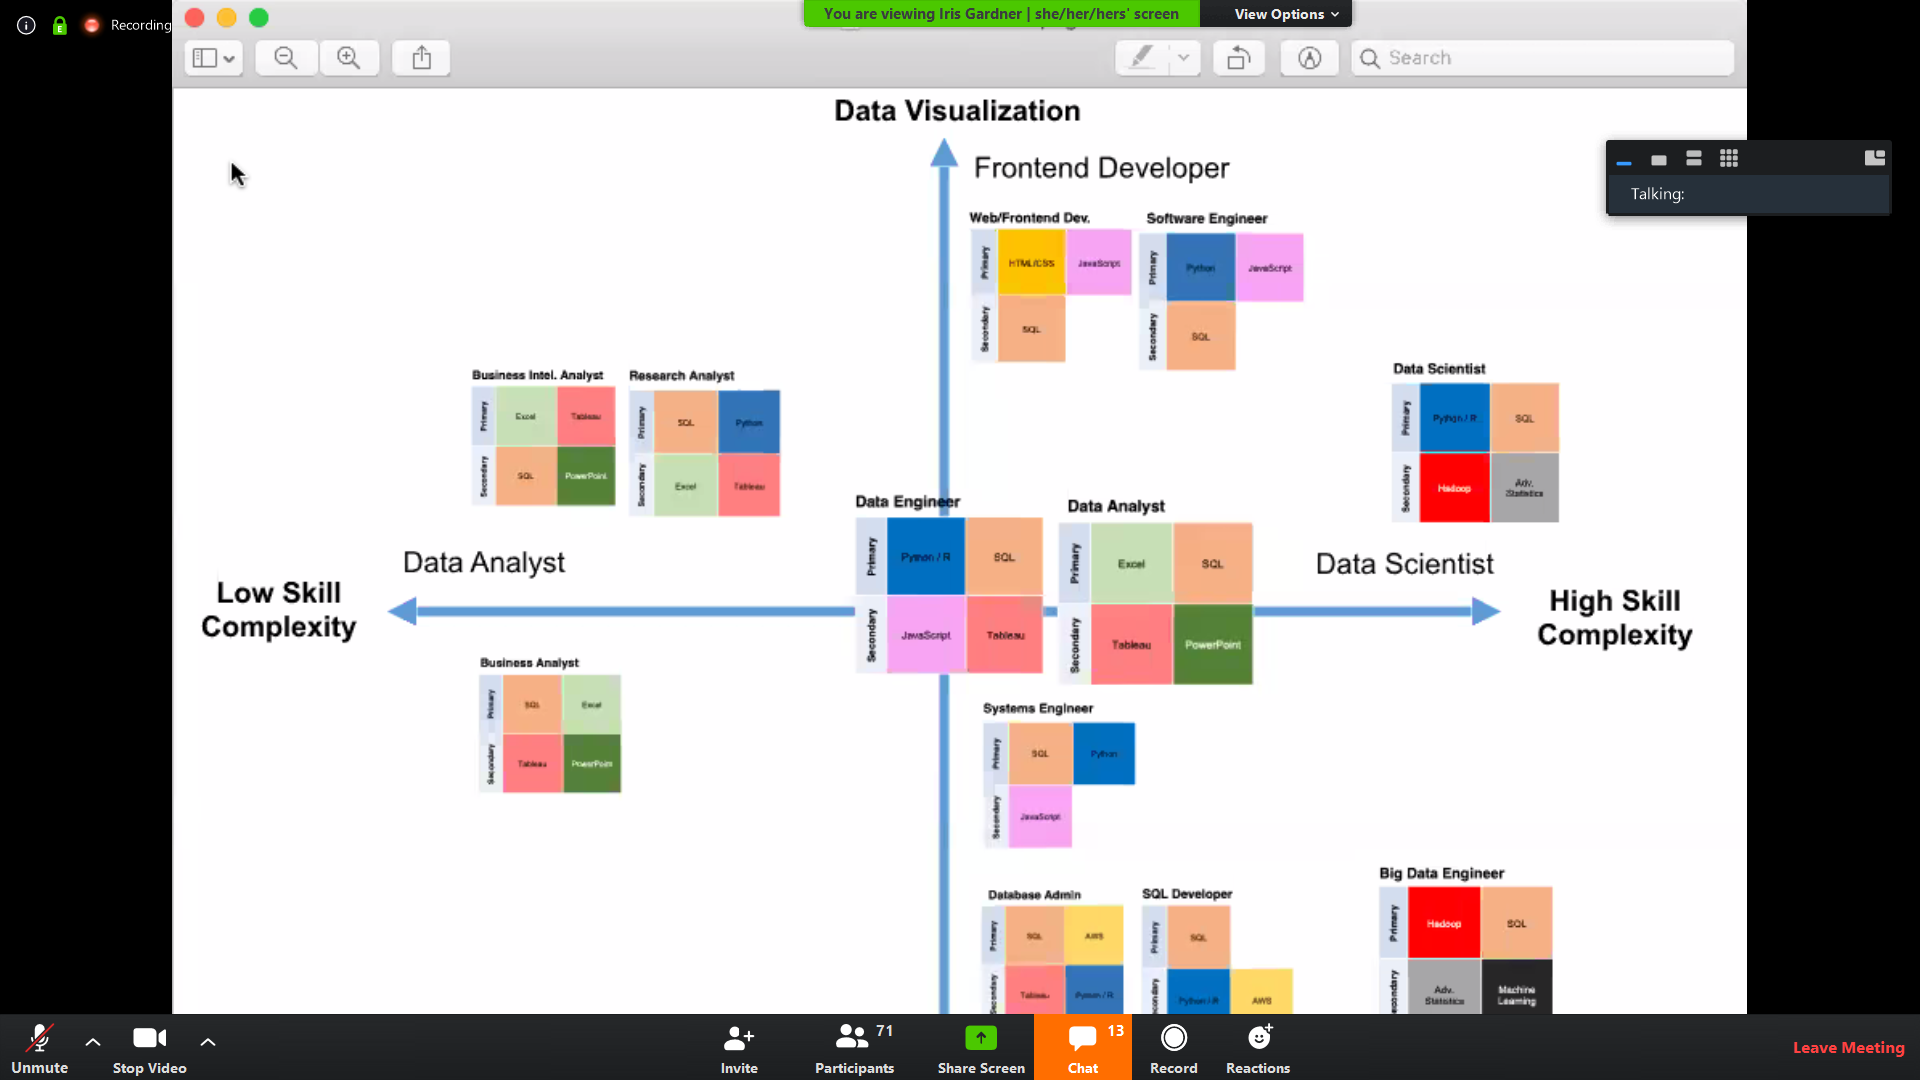 Recording
You are viewing Iris Gardner | she/her/hers' screen
View Options
Search
Talking:
Data Visualization
Frontend Developer
Web/Frontend Dev.
Primary
HTML/CSS
JavaScript
Secondary
SQL
Software Engineer
Primary
Python
JavaScript
Secondary
SQL
Business Intel. Analyst
Primary
Excel
Tableau
Secondary
SQL
PowerPoint
Research Analyst
Primary
SQL
Python
Secondary
Excel
Tableau
Data Scientist
Primary
Python / R
SQL
Secondary
Hadoop
Adv.
Statistics
Data Engineer
Primary
Python / R
SQL
Secondary
JavaScript
Tableau
Data Analyst
Primary
Excel
SQL
Secondary
Tableau
PowerPoint
Data Analyst
Data Scientist
Low Skill
Complexity
High Skill
Complexity
Business Analyst
Primary
SQL
Excel
Secondary
Tableau
PowerPoint
Systems Engineer
Primary
SQL
Python
Secondary
JavaScript
Database Admin
Primary
SQL
AWS
Secondary
Tableau
Python / R
SQL Developer
Primary
SQL
Secondary
Python / R
AWS
Big Data Engineer
Primary
Hadoop
SQL
econdary
Adv.
Statistics
Machine
Learning
Unmute
Stop Video
Invite
71
Participants
Share Screen
13
Chat
Record
Reactions
Leave Meeting